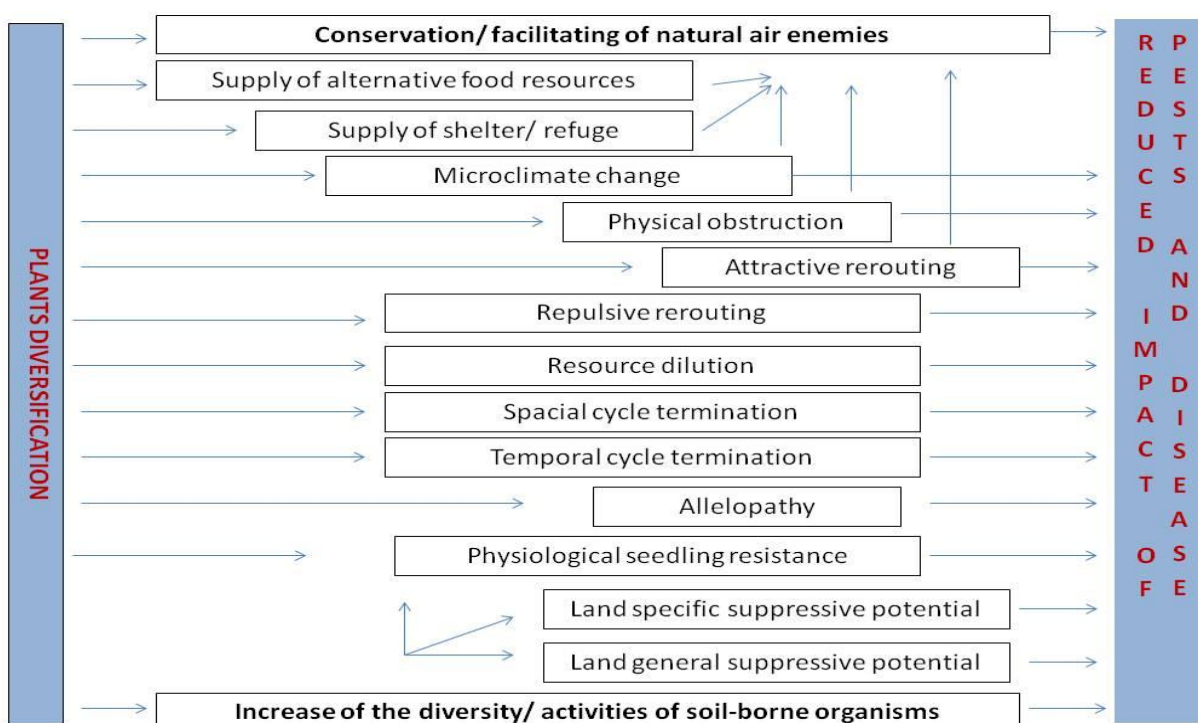 PLANTS DIVERSIFICATION
Conservation/ facilitating of natural air enemies
Supply of alternative food resources
Supply of shelter/ refuge
Microclimate change
Physical obstruction
Attractive rerouting
Repulsive rerouting
Resource dilution
Spacial cycle termination
Temporal cycle termination
Allelopathy
Physiological seedling resistance
Land specific suppressive potential
Land general suppressive potential
Increase of the diversity/ activities of soil-borne organisms
REDUCED IMPACT OF
PESTS AND DISEASE